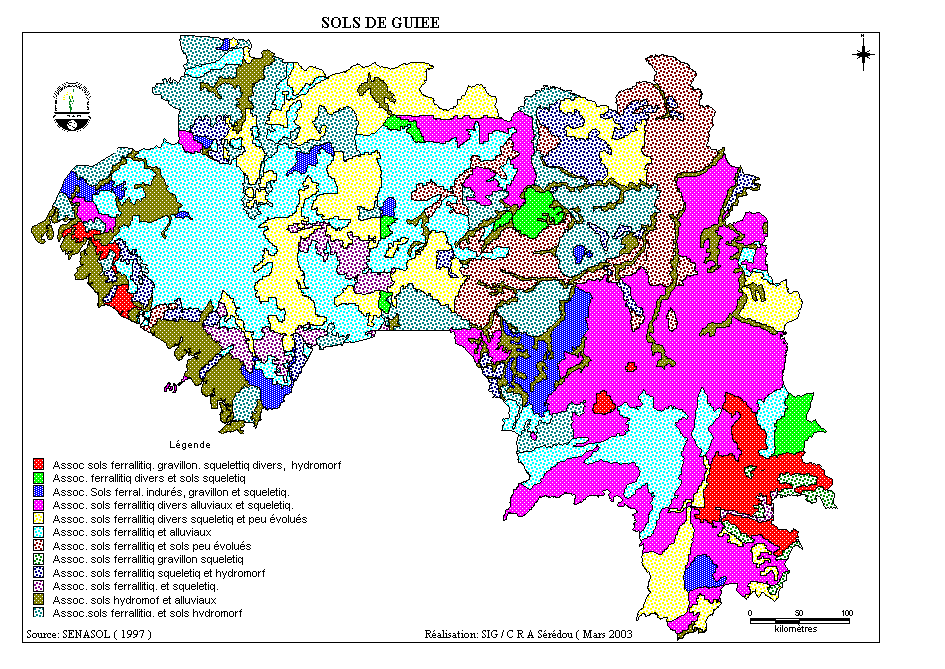 SOLS DE GUIEE
N
Légende
Assoc sols ferrallitiq. gravillon. squelettiq divers, hydromorf
Assoc. ferrallitiq divers et sols squeletiq
Assoc. Sols ferral. indurés, gravillon et squeletiq.
Assoc. sols ferrallitiq divers alluviaux et squeletiq.
Assoc. sols ferrallitiq divers squeletiq et peu évolués
Assoc. sols ferrallitiq et alluviaux
Assoc. sols ferrallitiq et sols peu évolués
Assoc. sols ferrallitiq gravillon squeletiq
Assoc. sols ferrallitiq squeletiq et hydromorf
Assoc. sols ferrallitiq. et squeletiq.
Assoc. sols hydromof et alluviaux
Assoc.sols ferrallitiq. et sols hydromorf
0 50 100
kilomètres
Source: SENASOL ( 1997 )
Réalisation: SIG / C R A Sérédou ( Mars 2003